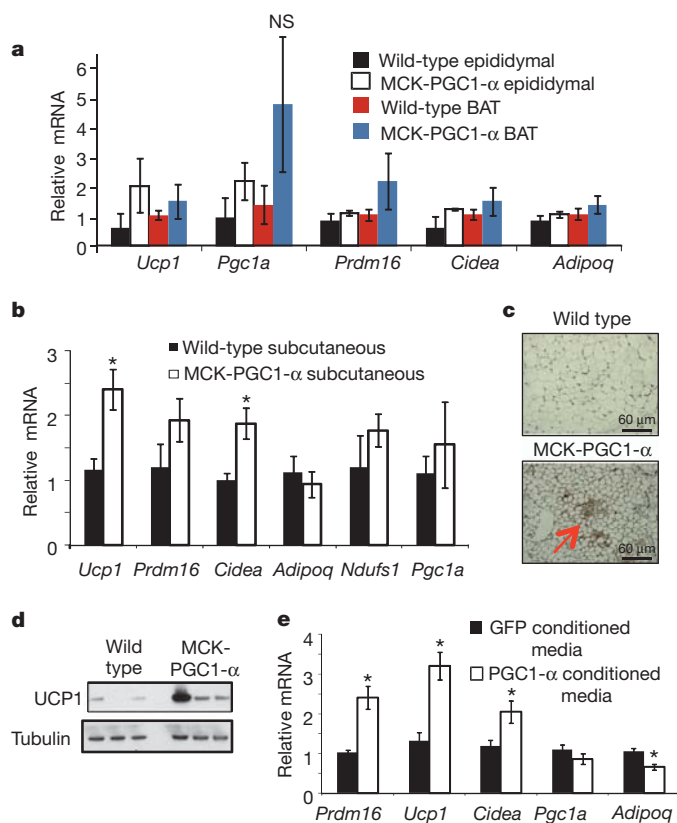 a
NS
Relative mRNA
6
5
4
3
2
1
0
Wild-type epididymal
MCK-PGC1-α epididymal
Wild-type BAT
MCK-PGC1-α BAT
Ucp1 Pgc1a Prdm16 Cidea Adipoq
b
Relative mRNA
3
2
1
0
Wild-type subcutaneous
MCK-PGC1-α subcutaneous
* *
Ucp1 Prdm16 Cidea Adipoq Ndufs1 Pgc1a
c
Wild type
60 μm
MCK-PGC1-α
60 μm
d
Wild type
MCK-PGC1-α
UCP1
Tubulin
e
Relative mRNA
4
3
2
1
0
GFP conditioned media
PGC1-α conditioned media
* * * *
Prdm16 Ucp1 Cidea Pgc1a Adipoq